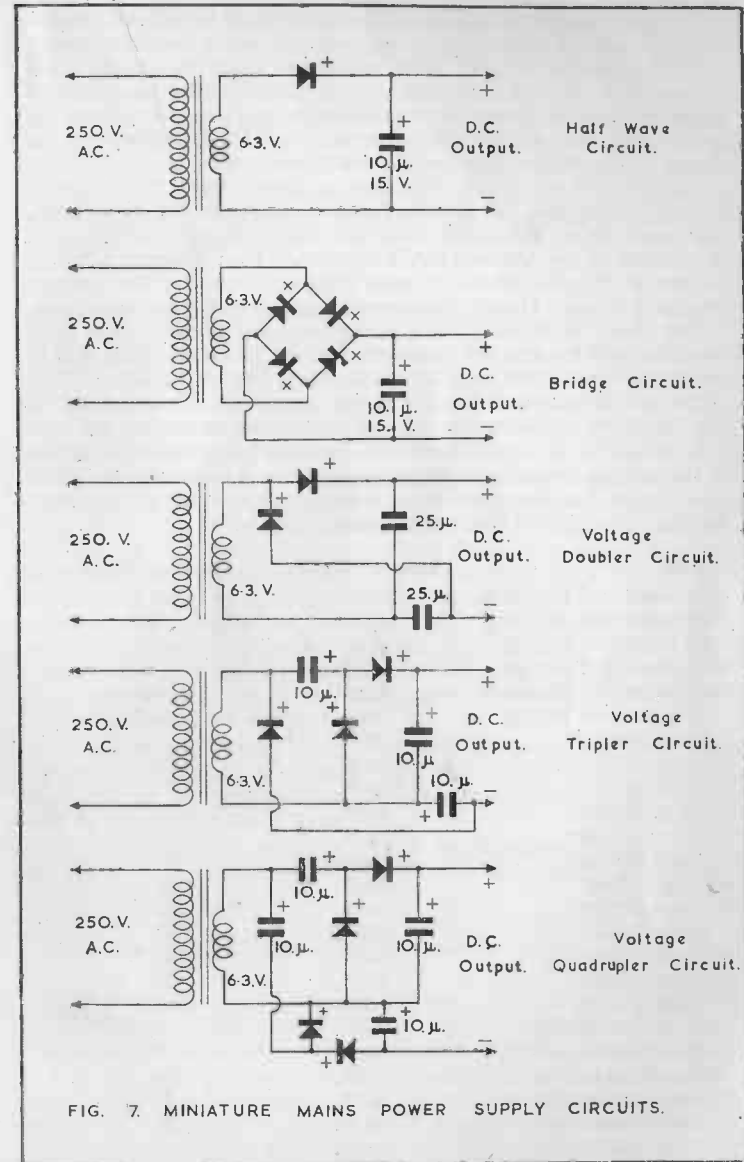 250. V.
A.C.
6·3. V.
+
+
10. µ.
15. V.
D.C.
Output.
+
−
Half Wave
Circuit.
250. V.
A.C.
6·3. V.
x
x
x
x
+
10. µ.
15. V.
+
D.C.
Output.
−
Bridge Circuit.
250. V.
A.C.
6·3. V.
+
+
+
25. µ.
25. µ.
+
D.C.
Output.
−
Voltage
Doubler Circuit.
250. V.
A.C.
6·3. V.
+
10 µ.
+
+
+
+
10. µ
+
10. µ
+
D.C.
Output.
−
Voltage
Tripler Circuit.
250. V.
A.C.
6·3. V.
+
10. µ.
+
+
10. µ.
+
+
10. µ.
+
+
10. µ.
+
+
D.C.
Output.
−
Voltage
Quadrupler Circuit.
FIG. 7. MINIATURE MAINS POWER SUPPLY CIRCUITS.